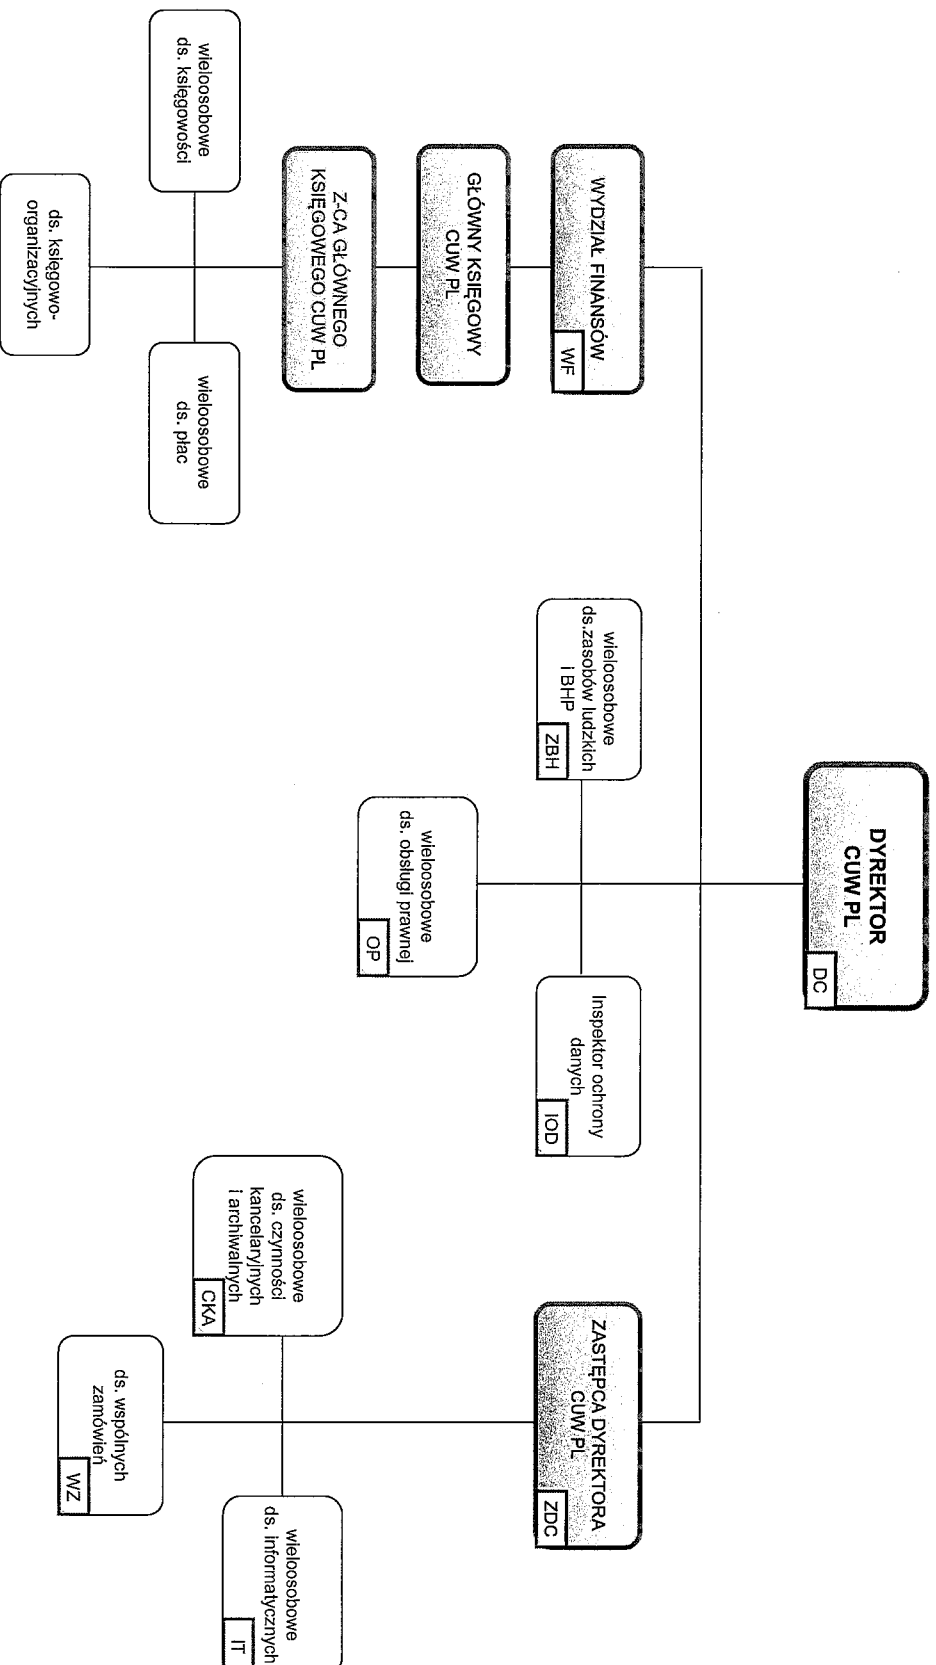 DYREKTOR
CUW PL
DC
WYDZIAŁ FINANSÓW
WF
GŁÓWNY KSIĘGOWY
CUW PL
Z-CA GŁÓWNEGO
KSIĘGOWEGO CUW PL
wieloosobowe
ds. księgowości
wieloosobowe
ds. płac
ds. księgowo-
organizacyjnych
wieloosobowe
ds.zasobów ludzkich
i BHP
ZBH
Inspektor ochrony
danych
IOD
wieloosobowe
ds. obsługi prawnej
OP
ZASTĘPCA DYREKTORA
CUW PL
ZDC
wieloosobowe
ds. czynności
kancelaryjnych
i archiwalnych
CKA
wieloosobowe
ds. informatycznych
IT
ds. wspólnych
zamówień
WZ